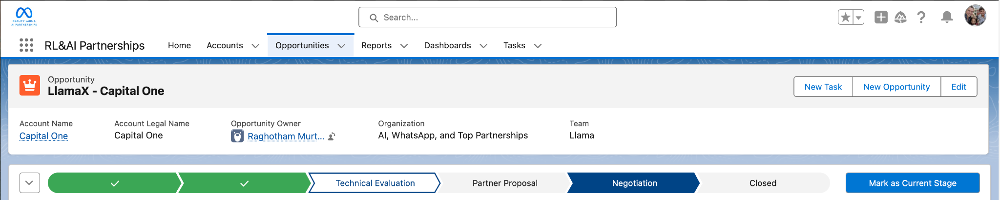 REALITY LABS &
AI PARTNERSHIPS
Search...
RL&AI Partnerships
Home
Accounts
Opportunities
Reports
Dashboards
Tasks
Opportunity
LlamaX - Capital One
New Task
New Opportunity
Edit
Account Name
Capital One
Account Legal Name
Capital One
Opportunity Owner
Raghotham Murt...
Organization
AI, WhatsApp, and Top Partnerships
Team
Llama
Technical Evaluation
Partner Proposal
Negotiation
Closed
Mark as Current Stage